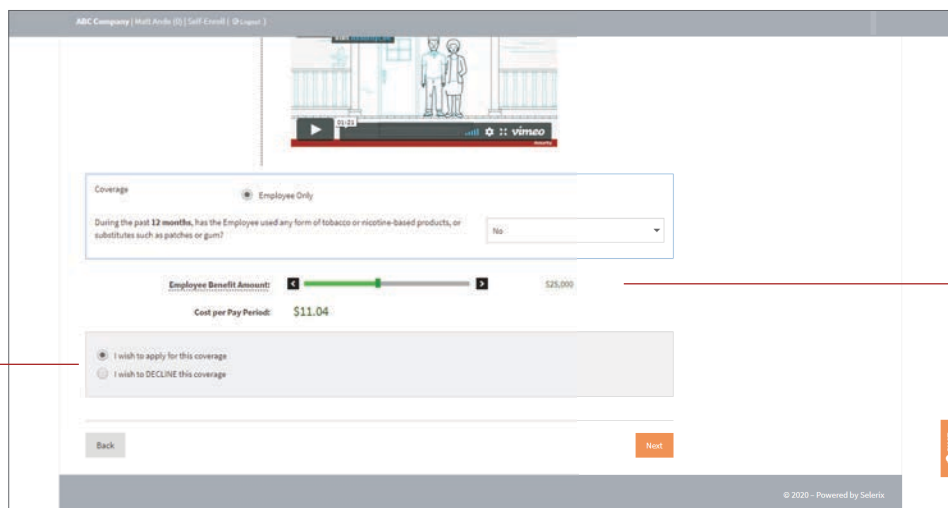 ABC Company | Matt Ande (0) | Self-Enroll ( Logout )
01:21
vimeo
Coverage
Employee Only
During the past 12 months, has the Employee used any form of tobacco or nicotine-based products, or
substitutes such as patches or gum?
No
Employee Benefit Amount:
$25,000
Cost per Pay Period:
$11.04
I wish to apply for this coverage
I wish to DECLINE this coverage
Back
Next
© 2020 - Powered by Selerix